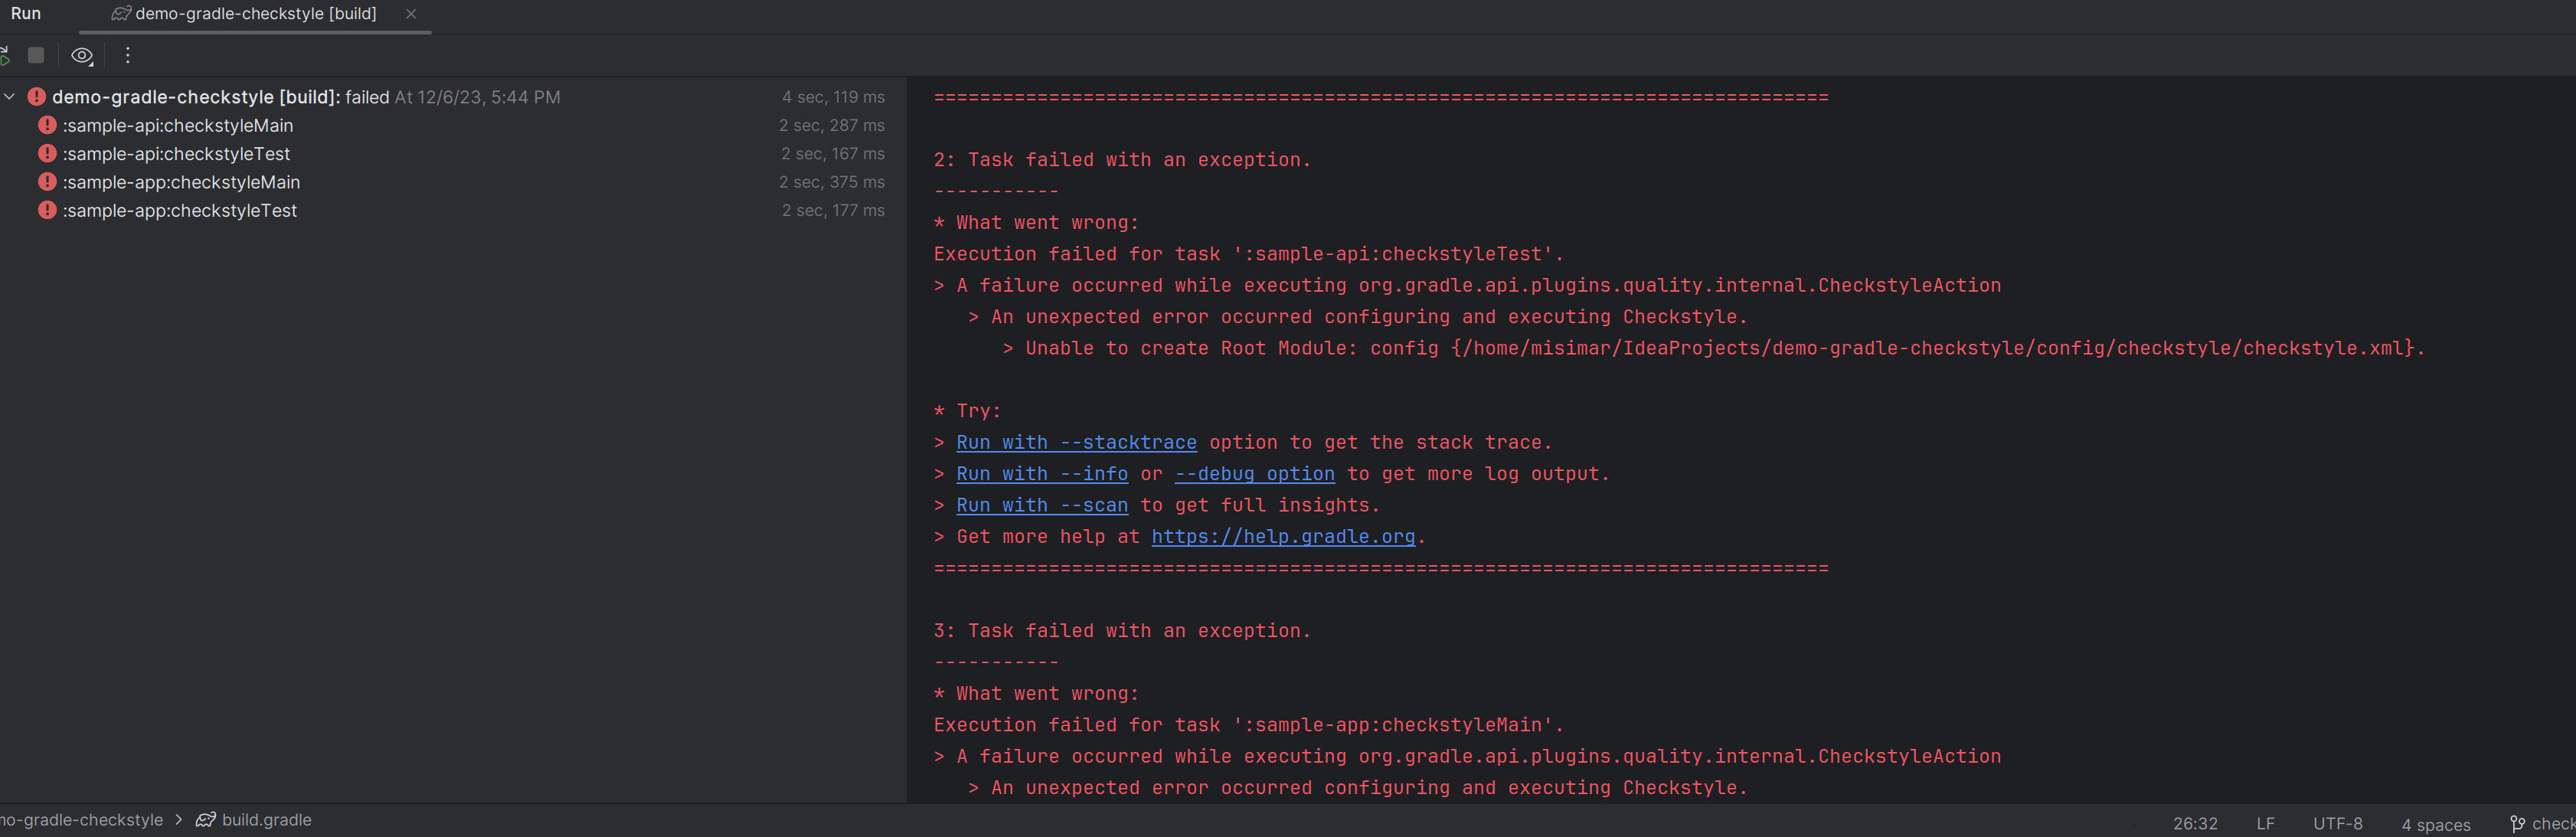 Run
demo-gradle-checkstyle [build]
demo-gradle-checkstyle [build]: failed At 12/6/23, 5:44 PM 4 sec, 119 ms
:sample-api:checkstyleMain 2 sec, 287 ms
:sample-api:checkstyleTest 2 sec, 167 ms
:sample-app:checkstyleMain 2 sec, 375 ms
:sample-app:checkstyleTest 2 sec, 177 ms
==============================================================================
2: Task failed with an exception.
-----------
* What went wrong:
Execution failed for task ':sample-api:checkstyleTest'.
> A failure occurred while executing org.gradle.api.plugins.quality.internal.CheckstyleAction
> An unexpected error occurred configuring and executing Checkstyle.
> Unable to create Root Module: config {/home/misimar/IdeaProjects/demo-gradle-checkstyle/config/checkstyle/checkstyle.xml}.
* Try:
> Run with --stacktrace option to get the stack trace.
> Run with --info or --debug option to get more log output.
> Run with --scan to get full insights.
> Get more help at https://help.gradle.org.
==============================================================================
3: Task failed with an exception.
-----------
* What went wrong:
Execution failed for task ':sample-app:checkstyleMain'.
> A failure occurred while executing org.gradle.api.plugins.quality.internal.CheckstyleAction
> An unexpected error occurred configuring and executing Checkstyle.
mo-gradle-checkstyle > build.gradle 26:32 LF UTF-8 4 spaces check